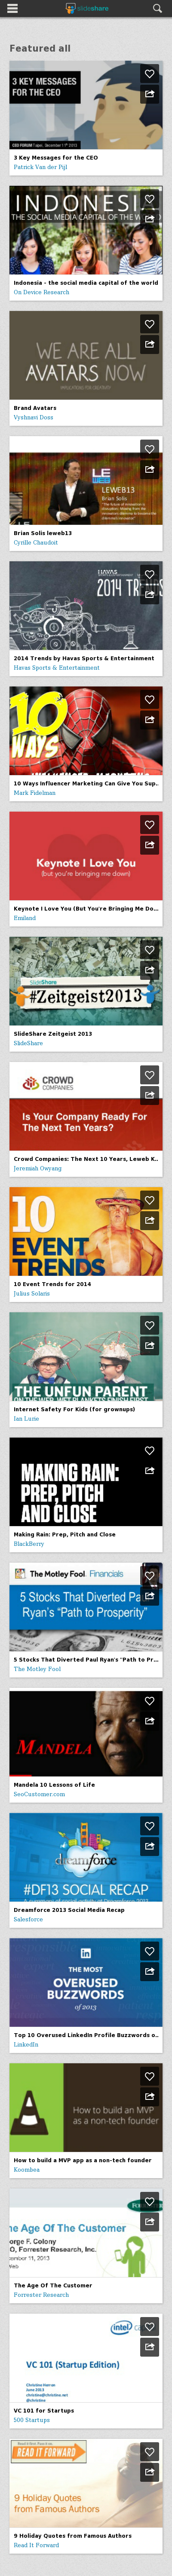 slideshare
Featured all
3 KEY MESSAGES
FOR THE CEO
3 Key Messages for the CEO
Patrick Van der Pijl
INDONESIA
THE SOCIAL MEDIA CAPITAL OF THE WORLD
Indonesia - the social media capital of the world
On Device Research
WE ARE ALL
AVATARS NOW
Brand Avatars
Vyshnavi Doss
LEWEB13
Brian Solis
Brian Solis leweb13
Cyrille Chaudoit
HAVAS
2014 TRENDS
2014 Trends by Havas Sports & Entertainment
Havas Sports & Entertainment
10
WAYS
10 Ways Influencer Marketing Can Give You Sup..
Mark Fidelman
Keynote I Love You
(but you're bringing me down)
Keynote I Love You (But You're Bringing Me Do...
Emiland
SlideShare
#Zeitgeist2013
SlideShare Zeitgeist 2013
SlideShare
CROWD
COMPANIES
Is Your Company Ready For
The Next Ten Years?
Crowd Companies: The Next 10 Years, Leweb K..
Jeremiah Owyang
10
EVENT
TRENDS
10 Event Trends for 2014
Julius Solaris
THE UNFUN PARENT
Internet Safety For Kids (for grownups)
Ian Lurie
MAKING RAIN:
PREP, PITCH
AND CLOSE
Making Rain: Prep, Pitch and Close
BlackBerry
The Motley Fool. Financials
5 Stocks That Diverted Pa
Ryan's "Path to Prosperity"
5 Stocks That Diverted Paul Ryan's "Path to Pr...
The Motley Fool
MANDELA
Mandela 10 Lessons of Life
SeoCustomer.com
dreamforce
#DF13 SOCIAL RECAP
Dreamforce 2013 Social Media Recap
Salesforce
in
THE MOST
OVERUSED
BUZZWORDS
of 2013
Top 10 Overused LinkedIn Profile Buzzwords o..
LinkedIn
How to build an MVP
as a non-tech founder
How to build a MVP app as a non-tech founder
Koombea
he Age Of The Customer
orge F. Colony
O, Forrester Research, Inc.
The Age Of The Customer
Forrester Research
intel
VC 101 (Startup Edition)
Christine Herron
June 2013
christine@christine.net
@christine
VC 101 for Startups
500 Startups
READ IT FORWARD
9 Holiday Quotes
from Famous Authors
9 Holiday Quotes from Famous Authors
Read It Forward